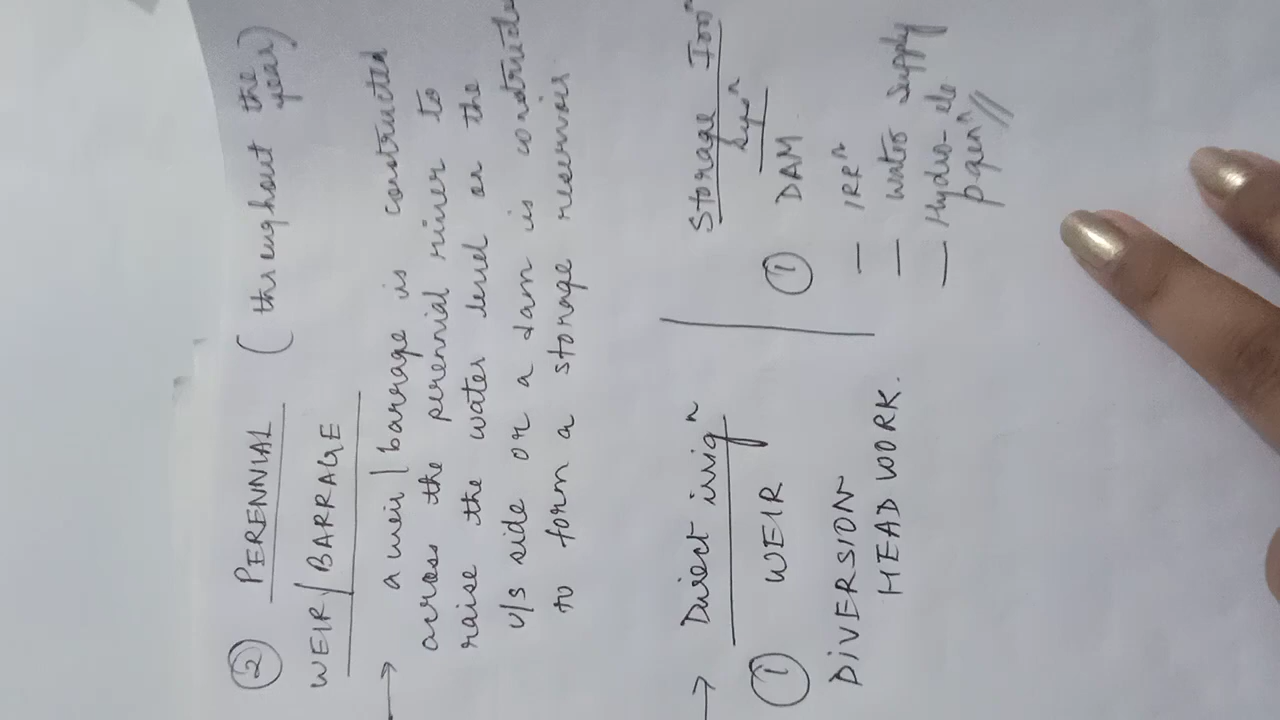 ② PERENNIAL (throughout the year)
WEIR/BARRAGE
→ a weir/barrage is constructed
across the perennial river to
raise the water level on the
u/s side or a dam is
to form a storage reservoir
→ Direct irrigⁿ
① WEIR
DIVERSION
HEAD WORK.
Storage Irrⁿ
Sysⁿ
① DAM
— IRRⁿ
— Water Supply
— Hydro-ele
pgenⁿ//